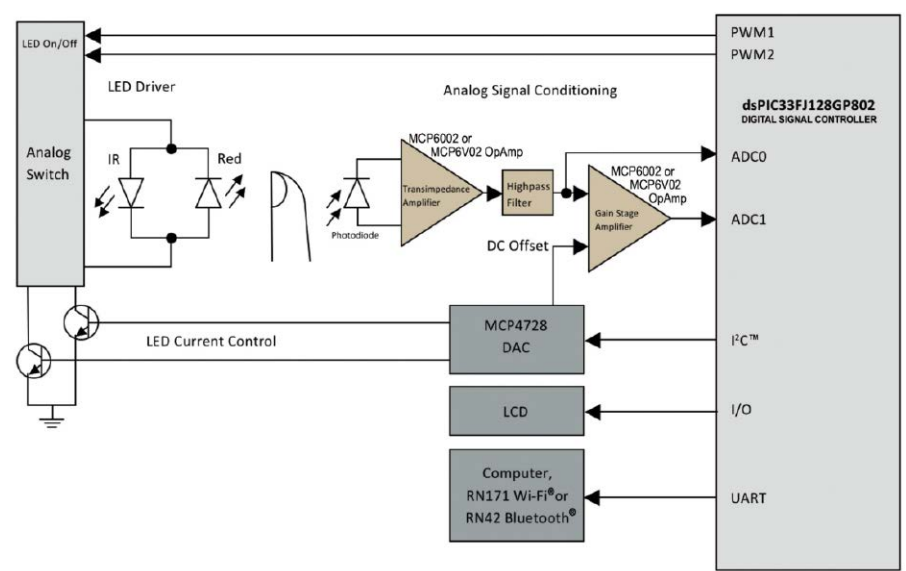 LED On/Off
PWM1
PWM2
LED Driver
Analog Signal Conditioning
dsPIC33FJ128GP802
DIGITAL SIGNAL CONTROLLER
Analog
Switch
IR
Red
MCP6002 or
MCP6V02 OpAmp
Transimpedance
Amplifier
Photodiode
Highpass
Filter
MCP6002 or
MCP6V02
OpAmp
Gain Stage
Amplifier
ADC0
ADC1
DC Offset
LED Current Control
MCP4728
DAC
I²C™
LCD
I/O
Computer,
RN171 Wi-Fi® or
RN42 Bluetooth®
UART